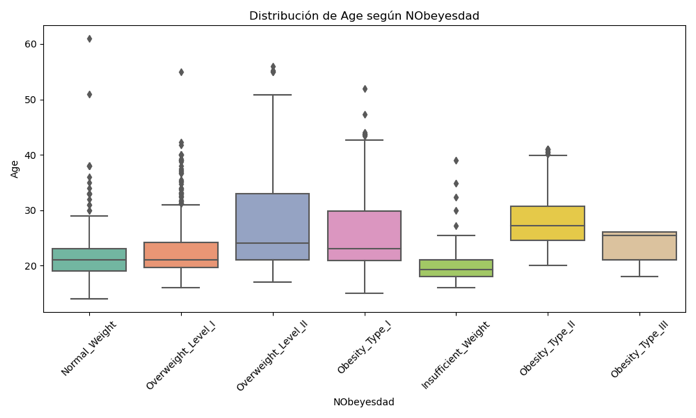 Distribución de Age según NObeyesdad
Age
60
50
40
30
20
Normal_Weight
Overweight_Level_I
Overweight_Level_II
Obesity_Type_I
Insufficient_Weight
Obesity_Type_II
Obesity_Type_III
NObeyesdad